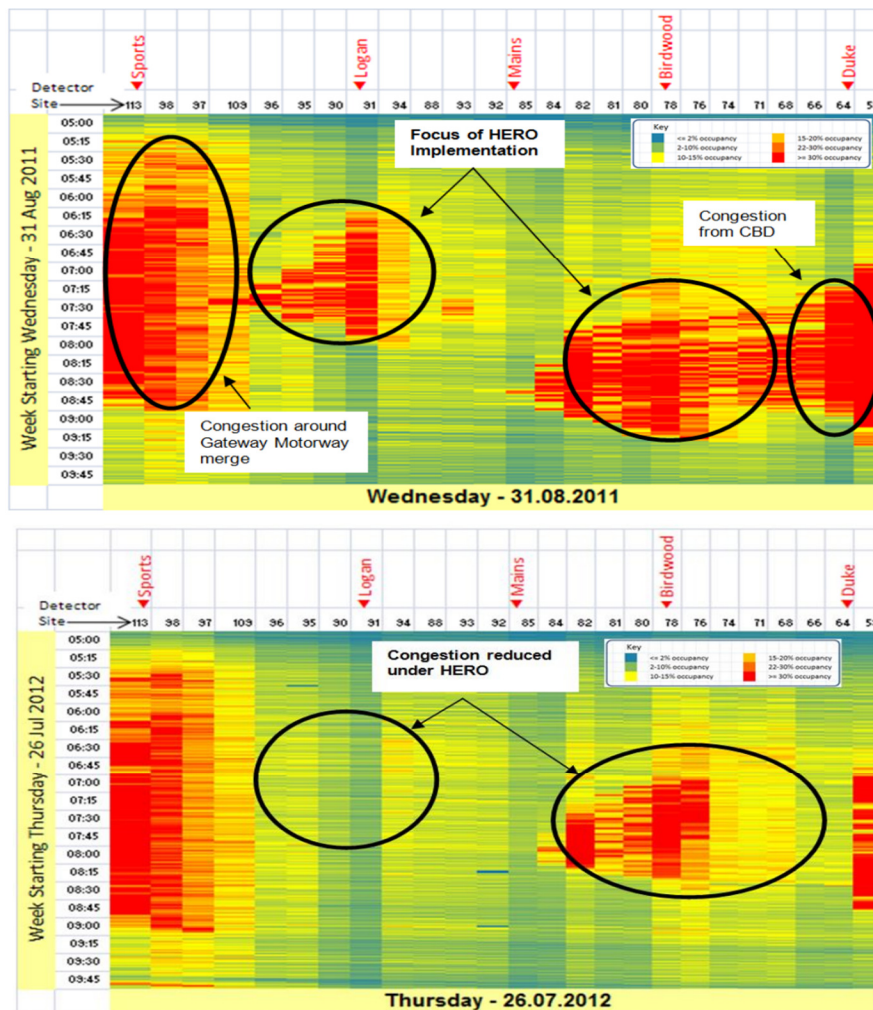 Sports
Logan
Mains
Birdwood
Duke
Detector
Site
113 98 97 109 96 95 90 91 94 88 93 92 85 84 82 81 80 78 76 74 71 68 66 64
Week Starting Wednesday - 31 Aug 2011
05:00
05:15
05:30
05:45
06:00
06:15
06:30
06:45
07:00
07:15
07:30
07:45
08:00
08:15
08:30
08:45
09:00
09:15
09:30
09:45
Focus of HERO
Implementation
Key
<= 2% occupancy
2-10% occupancy
10-15% occupancy
15-20% occupancy
22-30% occupancy
>= 30% occupancy
Congestion
from CBD
Congestion around
Gateway Motorway
merge
Wednesday - 31.08.2011
Sports
Logan
Mains
Birdwood
Duke
Detector
Site
113 98 97 109 96 95 90 91 94 88 93 92 85 84 82 81 80 78 76 74 71 68 66 64
Week Starting Thursday - 26 Jul 2012
05:00
05:15
05:30
05:45
06:00
06:15
06:30
06:45
07:00
07:15
07:30
07:45
08:00
08:15
08:30
08:45
09:00
09:15
09:30
09:45
Congestion reduced
under HERO
Key
<= 2% occupancy
2-10% occupancy
10-15% occupancy
15-20% occupancy
22-30% occupancy
>= 30% occupancy
Thursday - 26.07.2012